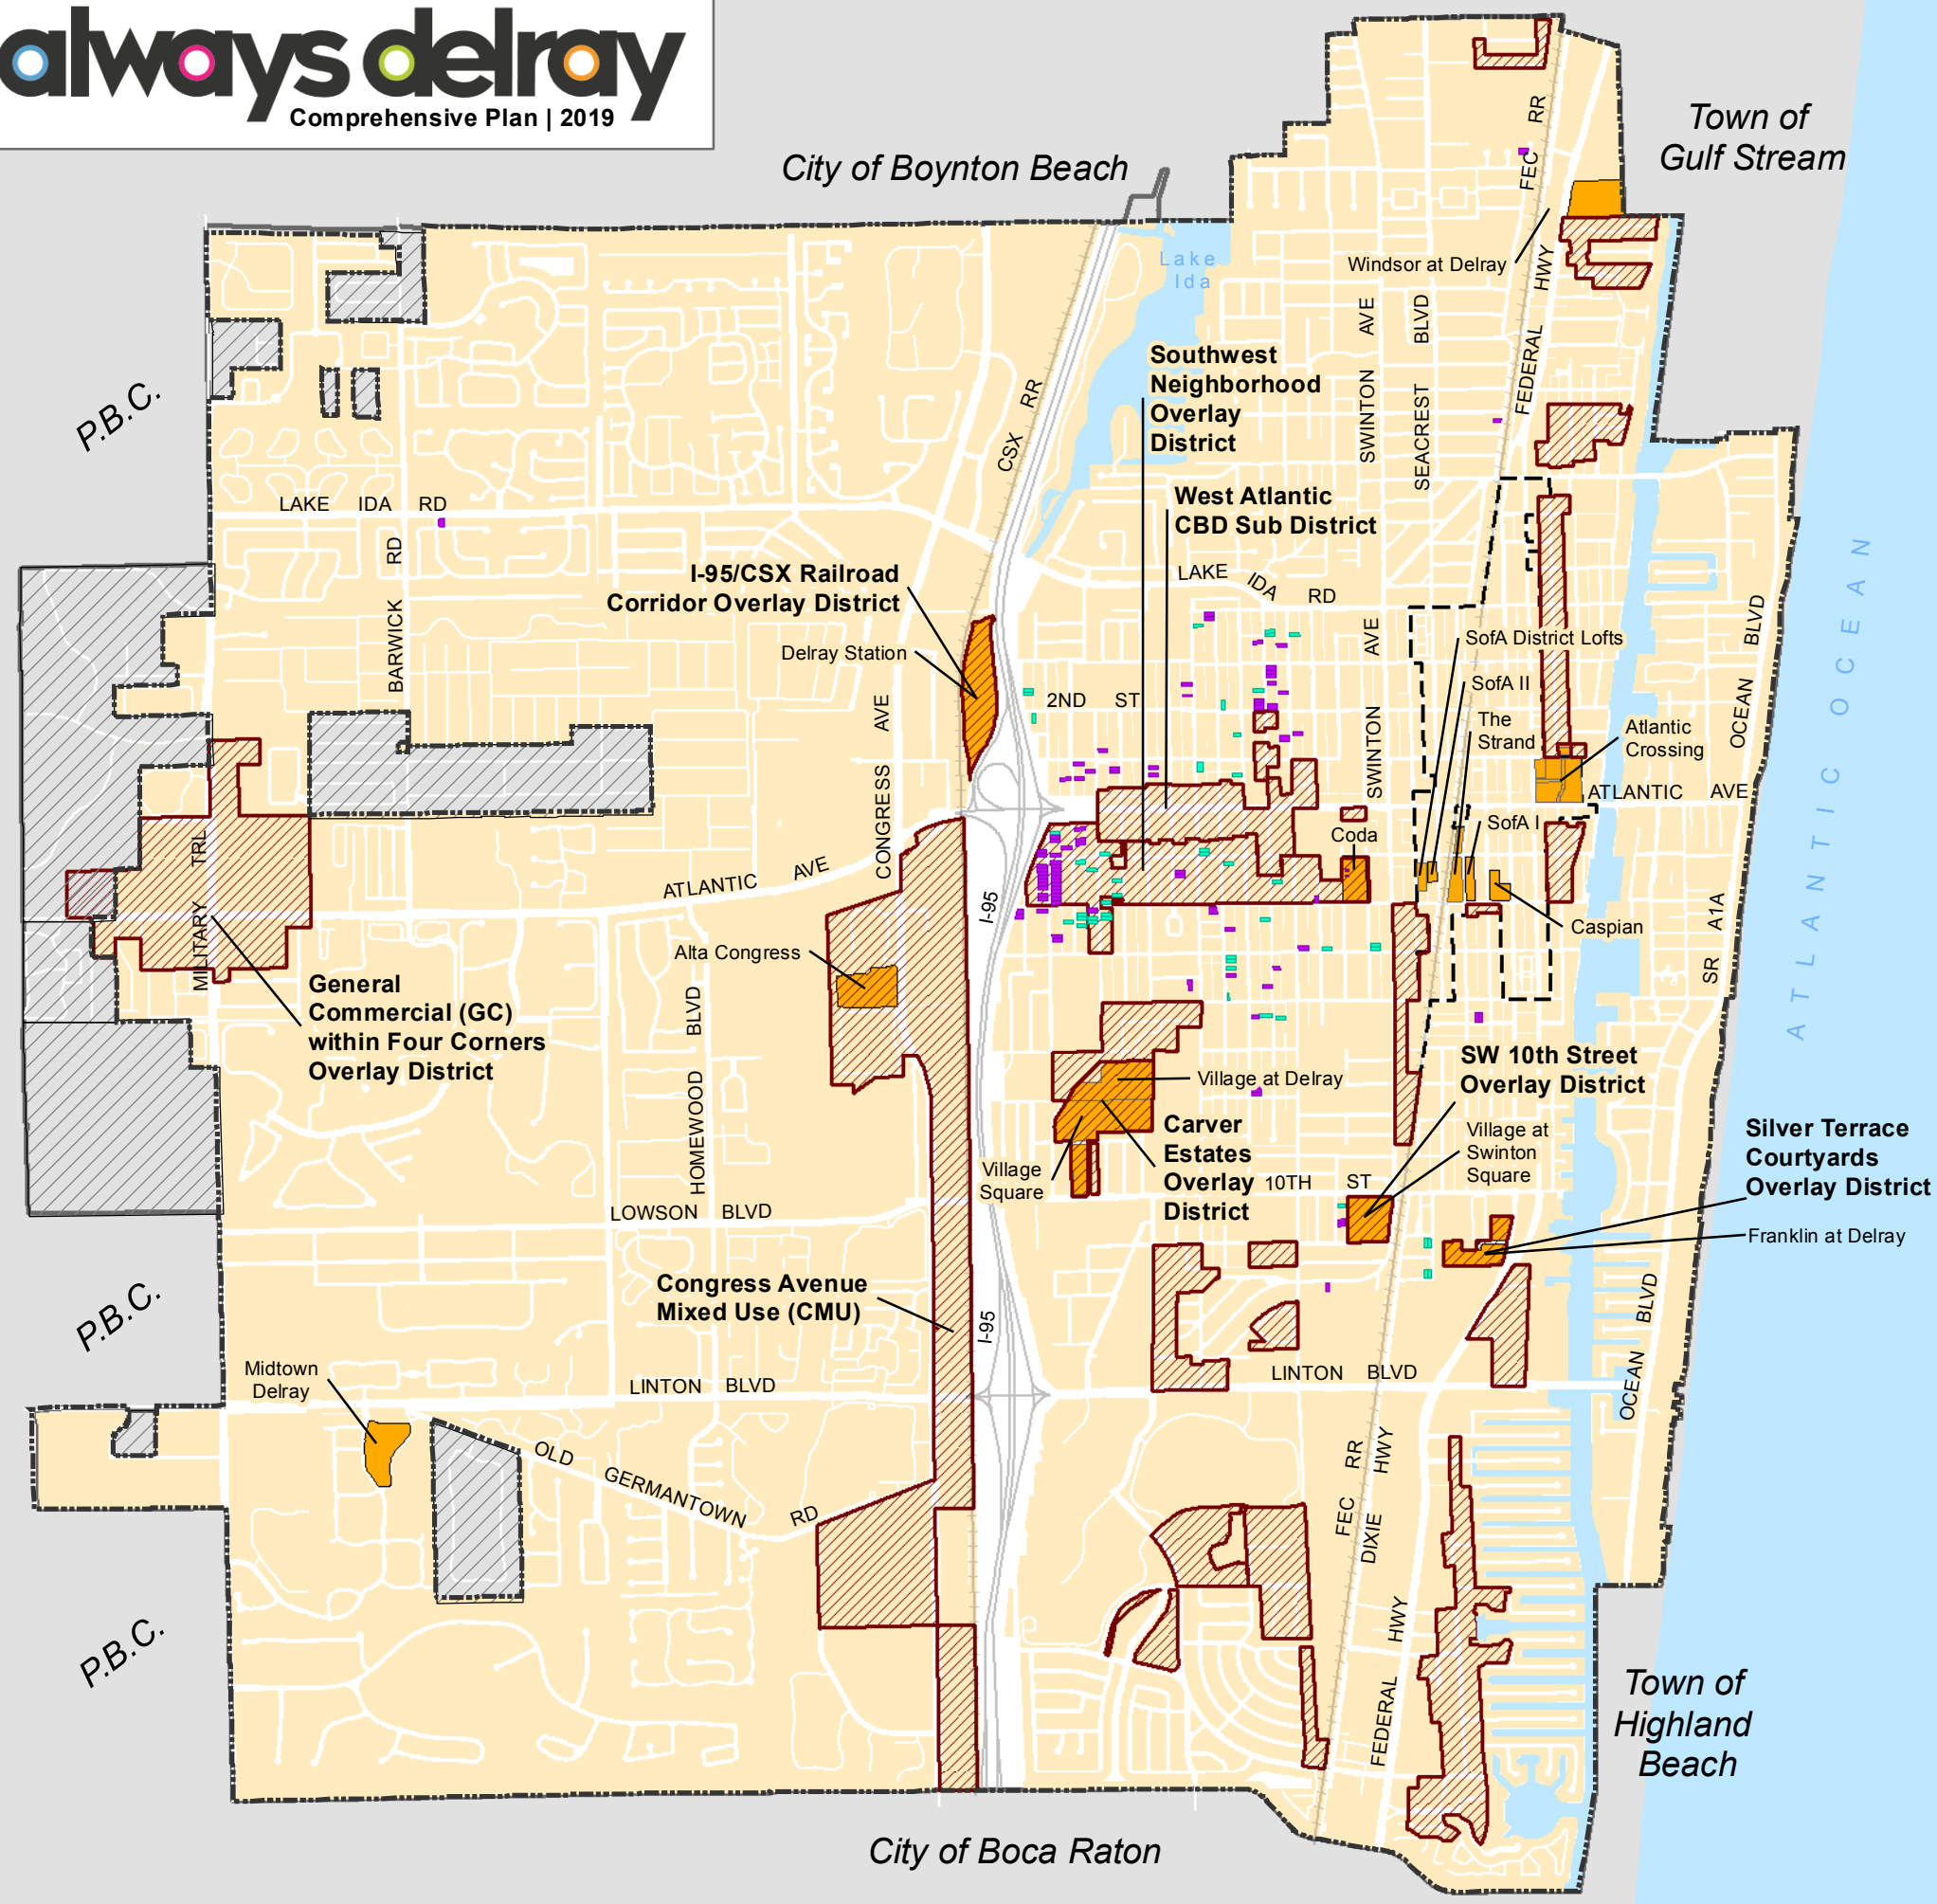 always delray
Comprehensive Plan | 2019
City of Boynton Beach
Town of
Gulf Stream
FEC RR
Windsor at Delray
FEDERAL HWY
Lake
Ida
P.B.C.
CSX RR
SWINTON AVE
SEACREST BLVD
Southwest
Neighborhood
Overlay
District
West Atlantic
CBD Sub District
LAKE IDA RD
BARWICK RD
I-95/CSX Railroad
Corridor Overlay District
Delray Station
LAKE IDA RD
2ND ST
SWINTON AVE
SofA District Lofts
SofA II
The
Strand
Atlantic
Crossing
OCEAN BLVD
ATLANTIC OCEAN
ATLANTIC AVE
CONGRESS AVE
SofA I
Coda
ATLANTIC AVE
MILITARY TRL
I-95
Caspian
SR A1A
Alta Congress
General
Commercial (GC)
within Four Corners
Overlay District
HOMEWOOD BLVD
Village at Delray
SW 10th Street
Overlay District
Carver
Estates
Overlay
District
Village
Square
10TH ST
Village at
Swinton
Square
Silver Terrace
Courtyards
Overlay District
Franklin at Delray
LOWSON BLVD
Congress Avenue
Mixed Use (CMU)
I-95
P.B.C.
Midtown
Delray
LINTON BLVD
LINTON BLVD
OCEAN BLVD
OLD GERMANTOWN RD
FEC RR
DIXIE HWY
FEDERAL HWY
P.B.C.
Town of
Highland
Beach
City of Boca Raton